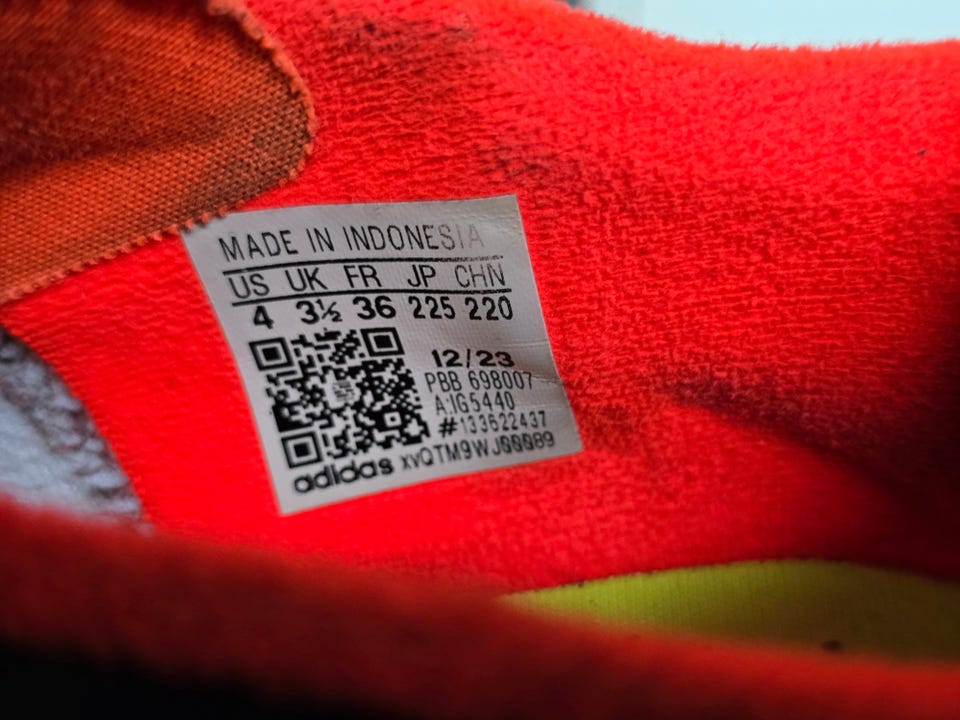 MADE IN INDONESIA
US UK FR JP CHN
4 3½ 36 225 220
12/23
PBB 698007
A:IG5440
#133622437
adidas xvQTM9WJ00089